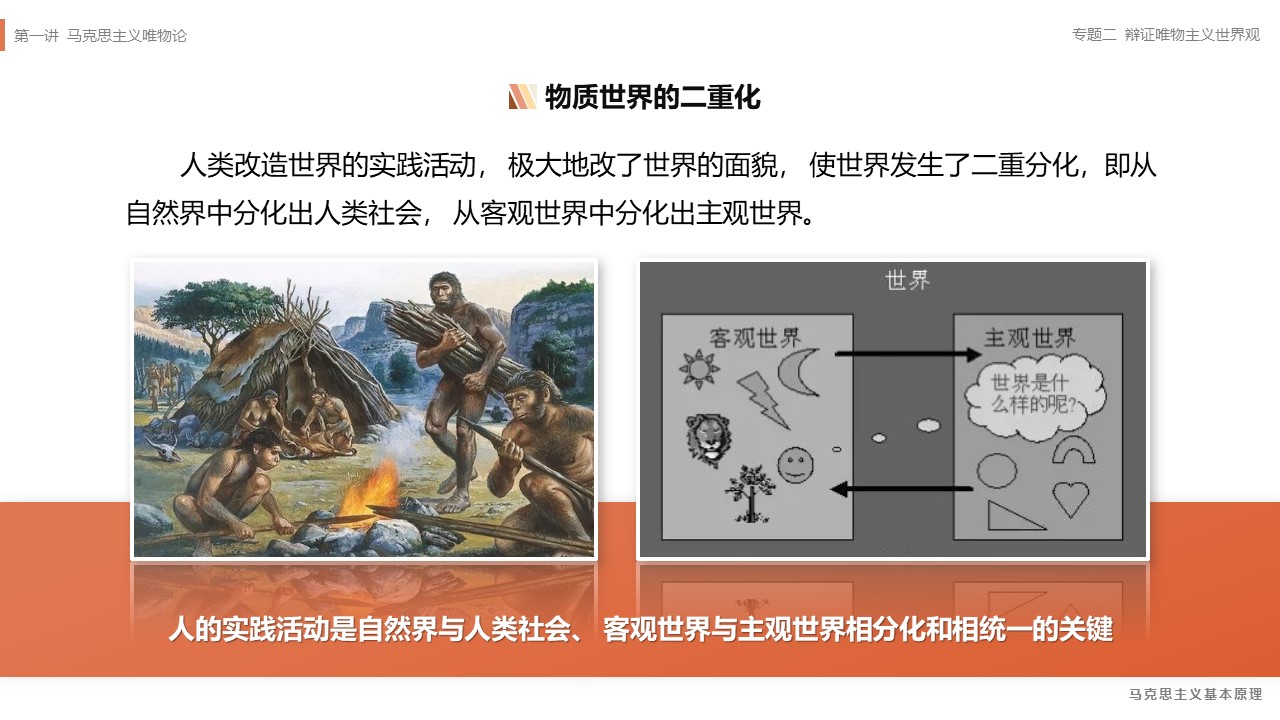 第一讲 马克思主义唯物论
专题二 辩证唯物主义世界观
物质世界的二重化
人类改造世界的实践活动， 极大地改了世界的面貌， 使世界发生了二重分化，即从
自然界中分化出人类社会， 从客观世界中分化出主观世界。
世界
客观世界
主观世界
世界是什
么样的呢?
人的实践活动是自然界与人类社会、 客观世界与主观世界相分化和相统一的关键
马克思主义基本原理